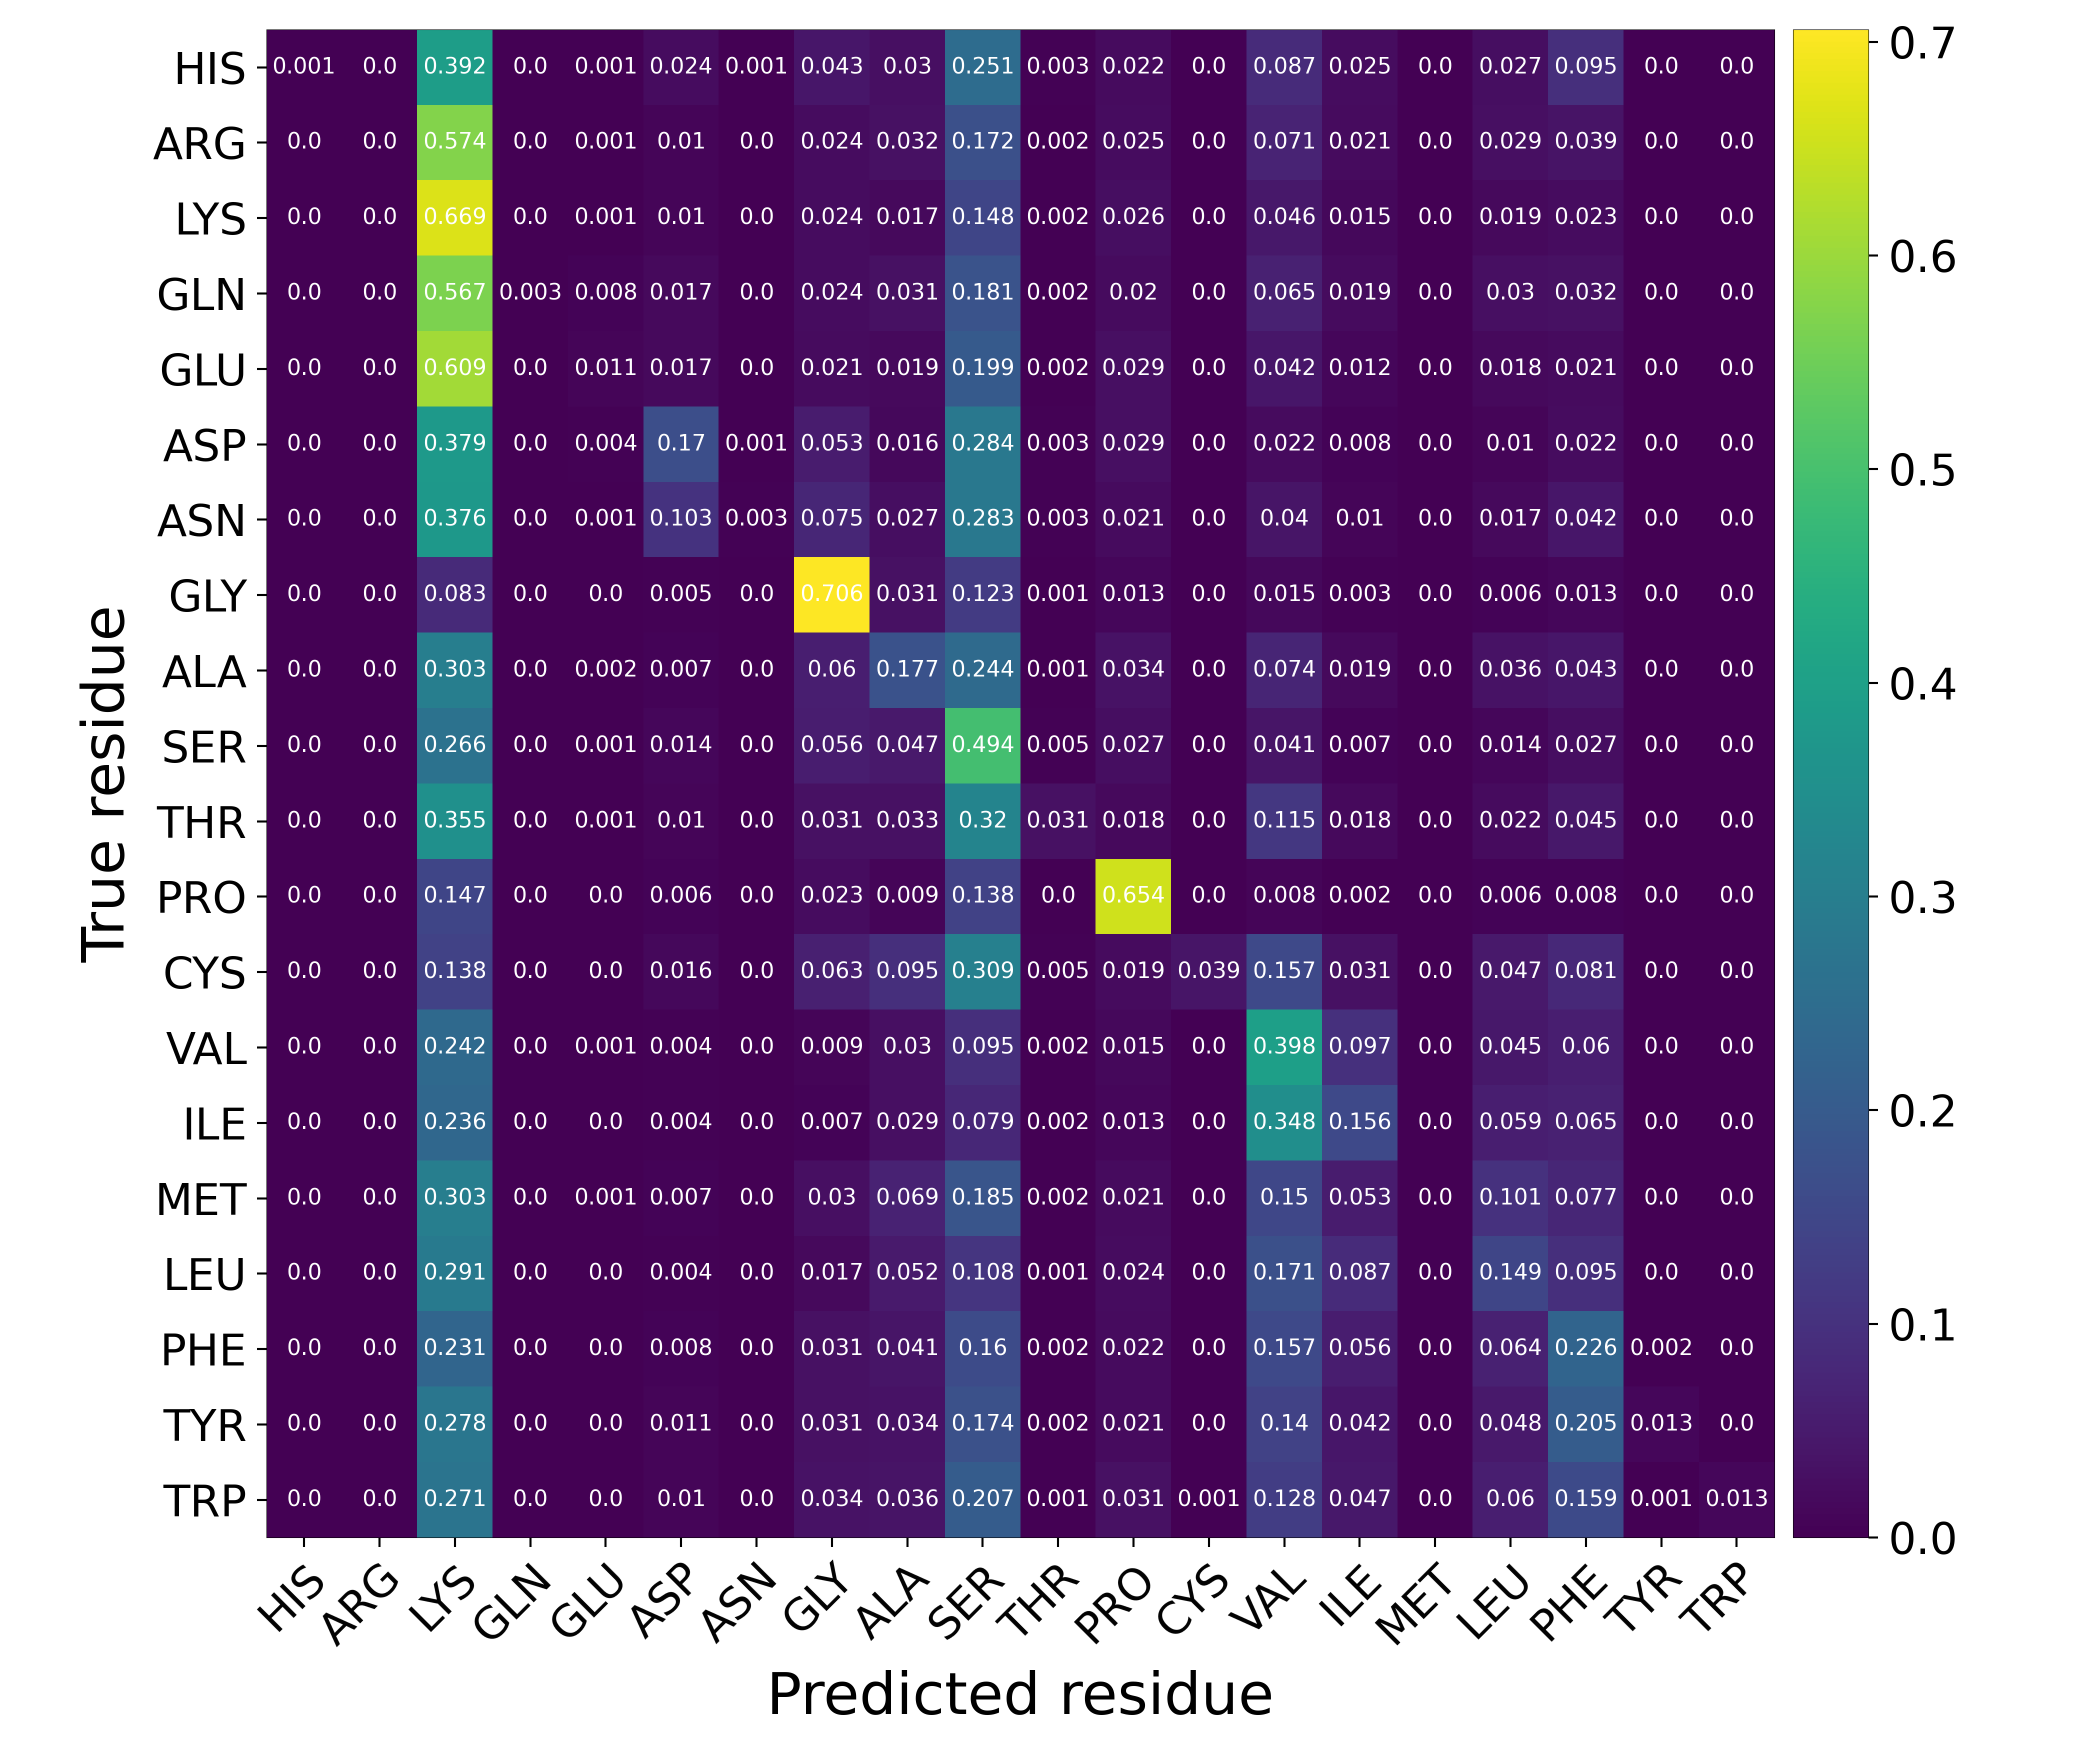 HIS 0.001 0.0 0.392 0.0 0.001 0.024 0.001 0.043 0.03 0.251 0.003 0.022 0.0 0.087 0.025 0.0 0.027 0.095 0.0 0.0
ARG 0.0 0.0 0.574 0.0 0.001 0.01 0.0 0.024 0.032 0.172 0.002 0.025 0.0 0.071 0.021 0.0 0.029 0.039 0.0 0.0
LYS 0.0 0.0 0.669 0.0 0.001 0.01 0.0 0.024 0.017 0.148 0.002 0.026 0.0 0.046 0.015 0.0 0.019 0.023 0.0 0.0
GLN 0.0 0.0 0.567 0.003 0.008 0.017 0.0 0.024 0.031 0.181 0.002 0.02 0.0 0.065 0.019 0.0 0.03 0.032 0.0 0.0
GLU 0.0 0.0 0.609 0.0 0.011 0.017 0.0 0.021 0.019 0.199 0.002 0.029 0.0 0.042 0.012 0.0 0.018 0.021 0.0 0.0
ASP 0.0 0.0 0.379 0.0 0.004 0.17 0.001 0.053 0.016 0.284 0.003 0.029 0.0 0.022 0.008 0.0 0.01 0.022 0.0 0.0
ASN 0.0 0.0 0.376 0.0 0.001 0.103 0.003 0.075 0.027 0.283 0.003 0.021 0.0 0.04 0.01 0.0 0.017 0.042 0.0 0.0
GLY 0.0 0.0 0.083 0.0 0.0 0.005 0.0 0.706 0.031 0.123 0.001 0.013 0.0 0.015 0.003 0.0 0.006 0.013 0.0 0.0
ALA 0.0 0.0 0.303 0.0 0.002 0.007 0.0 0.06 0.177 0.244 0.001 0.034 0.0 0.074 0.019 0.0 0.036 0.043 0.0 0.0
SER 0.0 0.0 0.266 0.0 0.001 0.014 0.0 0.056 0.047 0.494 0.005 0.027 0.0 0.041 0.007 0.0 0.014 0.027 0.0 0.0
THR 0.0 0.0 0.355 0.0 0.001 0.01 0.0 0.031 0.033 0.32 0.031 0.018 0.0 0.115 0.018 0.0 0.022 0.045 0.0 0.0
PRO 0.0 0.0 0.147 0.0 0.0 0.006 0.0 0.023 0.009 0.138 0.0 0.654 0.0 0.008 0.002 0.0 0.006 0.008 0.0 0.0
CYS 0.0 0.0 0.138 0.0 0.0 0.016 0.0 0.063 0.095 0.309 0.005 0.019 0.039 0.157 0.031 0.0 0.047 0.081 0.0 0.0
VAL 0.0 0.0 0.242 0.0 0.001 0.004 0.0 0.009 0.03 0.095 0.002 0.015 0.0 0.398 0.097 0.0 0.045 0.06 0.0 0.0
ILE 0.0 0.0 0.236 0.0 0.0 0.004 0.0 0.007 0.029 0.079 0.002 0.013 0.0 0.348 0.156 0.0 0.059 0.065 0.0 0.0
MET 0.0 0.0 0.303 0.0 0.001 0.007 0.0 0.03 0.069 0.185 0.002 0.021 0.0 0.15 0.053 0.0 0.101 0.077 0.0 0.0
LEU 0.0 0.0 0.291 0.0 0.0 0.004 0.0 0.017 0.052 0.108 0.001 0.024 0.0 0.171 0.087 0.0 0.149 0.095 0.0 0.0
PHE 0.0 0.0 0.231 0.0 0.0 0.008 0.0 0.031 0.041 0.16 0.002 0.022 0.0 0.157 0.056 0.0 0.064 0.226 0.002 0.0
TYR 0.0 0.0 0.278 0.0 0.0 0.011 0.0 0.031 0.034 0.174 0.002 0.021 0.0 0.14 0.042 0.0 0.048 0.205 0.013 0.0
TRP 0.0 0.0 0.271 0.0 0.0 0.01 0.0 0.034 0.036 0.207 0.001 0.031 0.001 0.128 0.047 0.0 0.06 0.159 0.001 0.013
HIS ARG LYS GLN GLU ASP ASN GLY ALA SER THR PRO CYS VAL ILE MET LEU PHE TYR TRP
Predicted residue
True residue
0.7
0.6
0.5
0.4
0.3
0.2
0.1
0.0